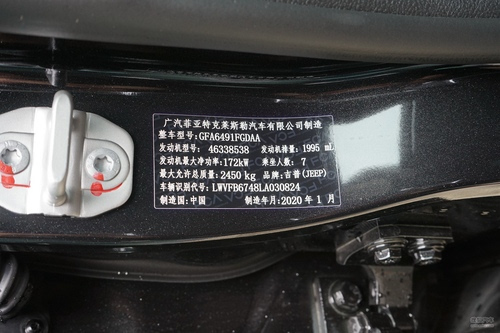 广汽菲亚特克莱斯勒汽车有限公司制造
整车型号: GFA6491FGDAA
发动机型号: 46338538 发动机排量: 1995 mL
发动机最大净功率: 172kW 乘坐人数: 7
最大允许总质量: 2450 kg 品牌: 吉普(JEEP)
车辆识别代号: LWVFB6748LA030824
制造国: 中国 制造年月: 2020 年 1 月